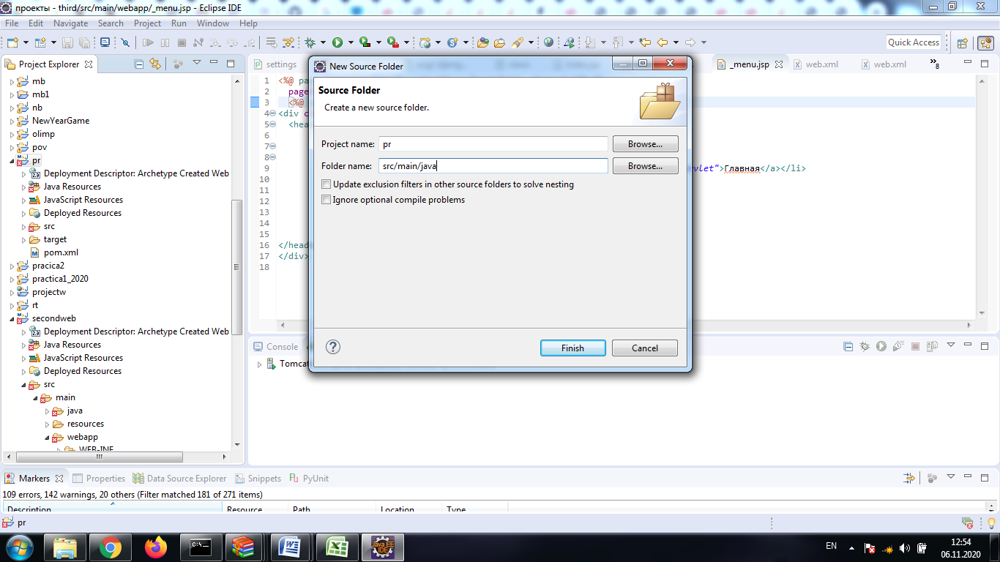 проекты - third/src/main/webapp/_menu.jsp - Eclipse IDE
File Edit Navigate Search Project Run Window Help
Quick Access
Project Explorer
mb
mb1
nb
NewYearGame
olimp
pov
pr
Deployment Descriptor: Archetype Created Web
Java Resources
JavaScript Resources
Deployed Resources
src
target
pom.xml
pracica2
practica1_2020
projectw
rt
secondweb
Deployment Descriptor: Archetype Created Web
Java Resources
JavaScript Resources
Deployed Resources
src
main
java
resources
webapp
WEB-INF
settings
_menu.jsp
web.xml
web.xml
8
1 <%@ pa
2 page
3 <%@
4 <div c
5 <hea
6
7
8
9 vlet">Главная</a></li>
10
11
12
13
14
15
16 </head
17 </div>
18
New Source Folder
Source Folder
Create a new source folder.
Project name: pr Browse...
Folder name: src/main/java Browse...
Update exclusion filters in other source folders to solve nesting
Ignore optional compile problems
Finish Cancel
Console
Tomcat
Markers Properties Data Source Explorer Snippets PyUnit
109 errors, 142 warnings, 20 others (Filter matched 181 of 271 items)
Description Resource Path Location Type
pr
Java EE
IDE
EN
12:54
06.11.2020